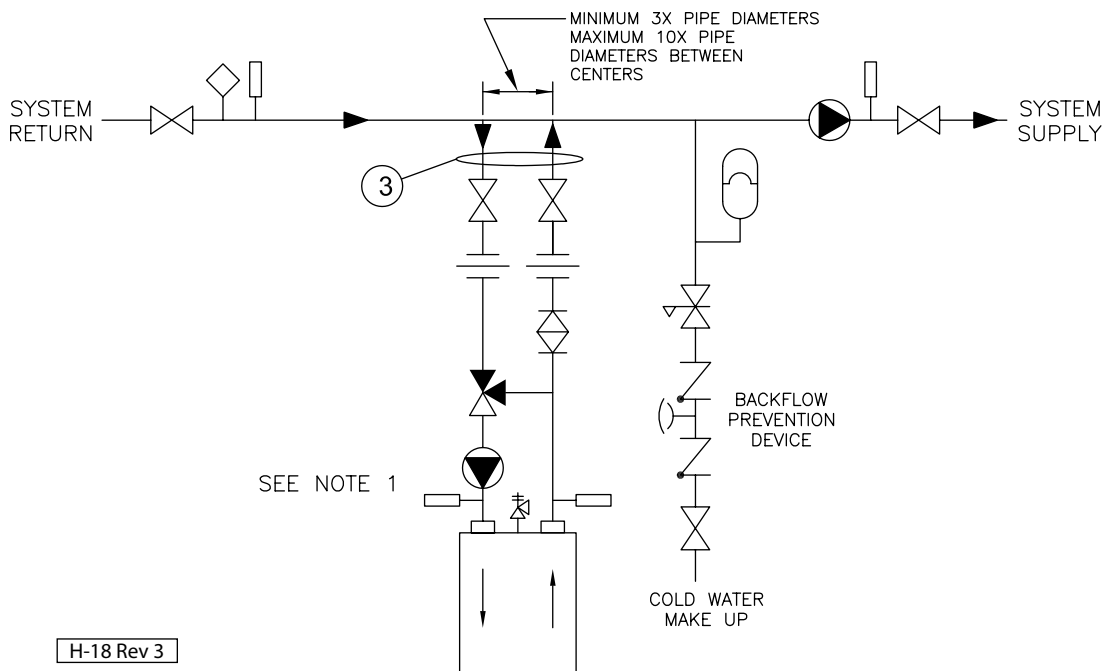 MINIMUM 3X PIPE DIAMETERS
MAXIMUM 10X PIPE
DIAMETERS BETWEEN
CENTERS
SYSTEM
RETURN
SYSTEM
SUPPLY
3
BACKFLOW
PREVENTION
DEVICE
SEE NOTE 1
COLD WATER
MAKE UP
H-18 Rev 3